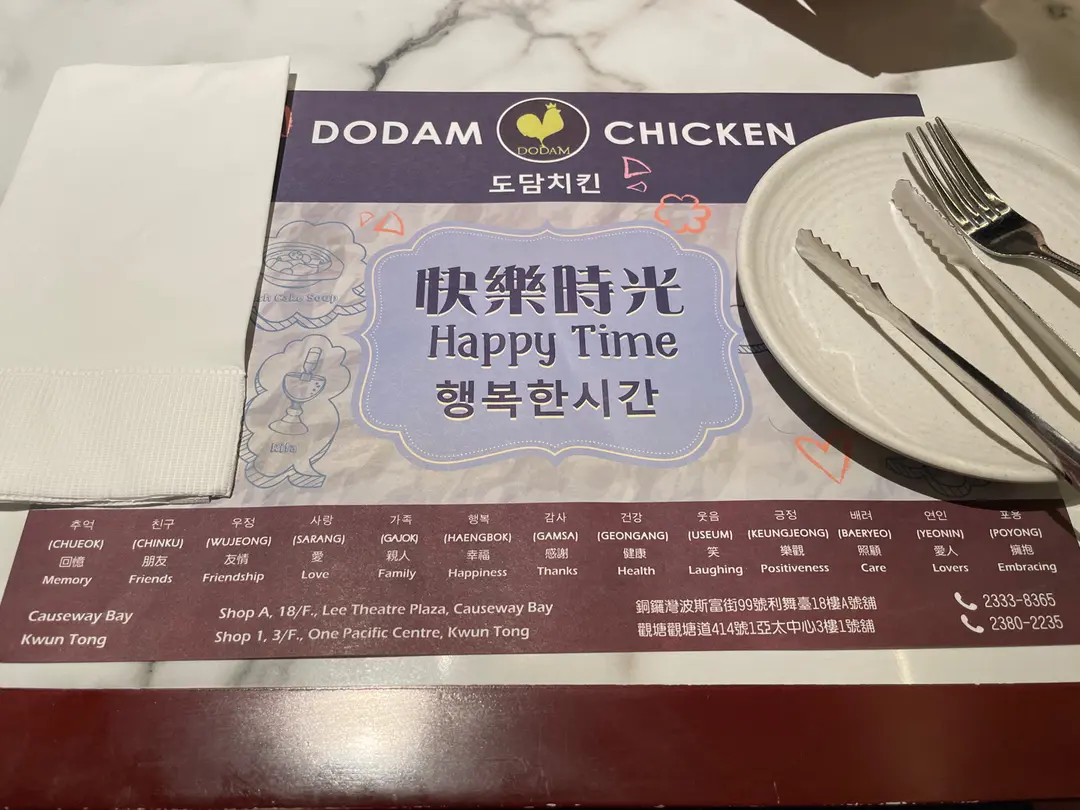 DODAM DODAM CHICKEN
도담치킨
快樂時光
Happy Time
행복한시간
Cake Soup
추억 친구 우정 사랑 가족 행복 감사 건강 웃음 긍정 배려 연인 포옹
(CHUEOK) (CHINKU) (WUJEONG) (SARANG) (GAJOK) (HAENGBOK) (GAMSA) (GEONGANG) (USEUM) (KEUNGJEONG) (BAERYEO) (YEONIN) (POYONG)
回憶 朋友 友情 愛 親人 幸福 感謝 健康 笑 樂觀 照顧 愛人 擁抱
Memory Friends Friendship Love Family Happiness Thanks Health Laughing Positiveness Care Lovers Embracing
Causeway Bay Shop A, 18/F., Lee Theatre Plaza, Causeway Bay 銅鑼灣波斯富街99號利舞臺18樓A號舖 2333-8365
Kwun Tong Shop 1, 3/F., One Pacific Centre, Kwun Tong 觀塘觀塘道414號1亞太中心3樓1號舖 2380-2235